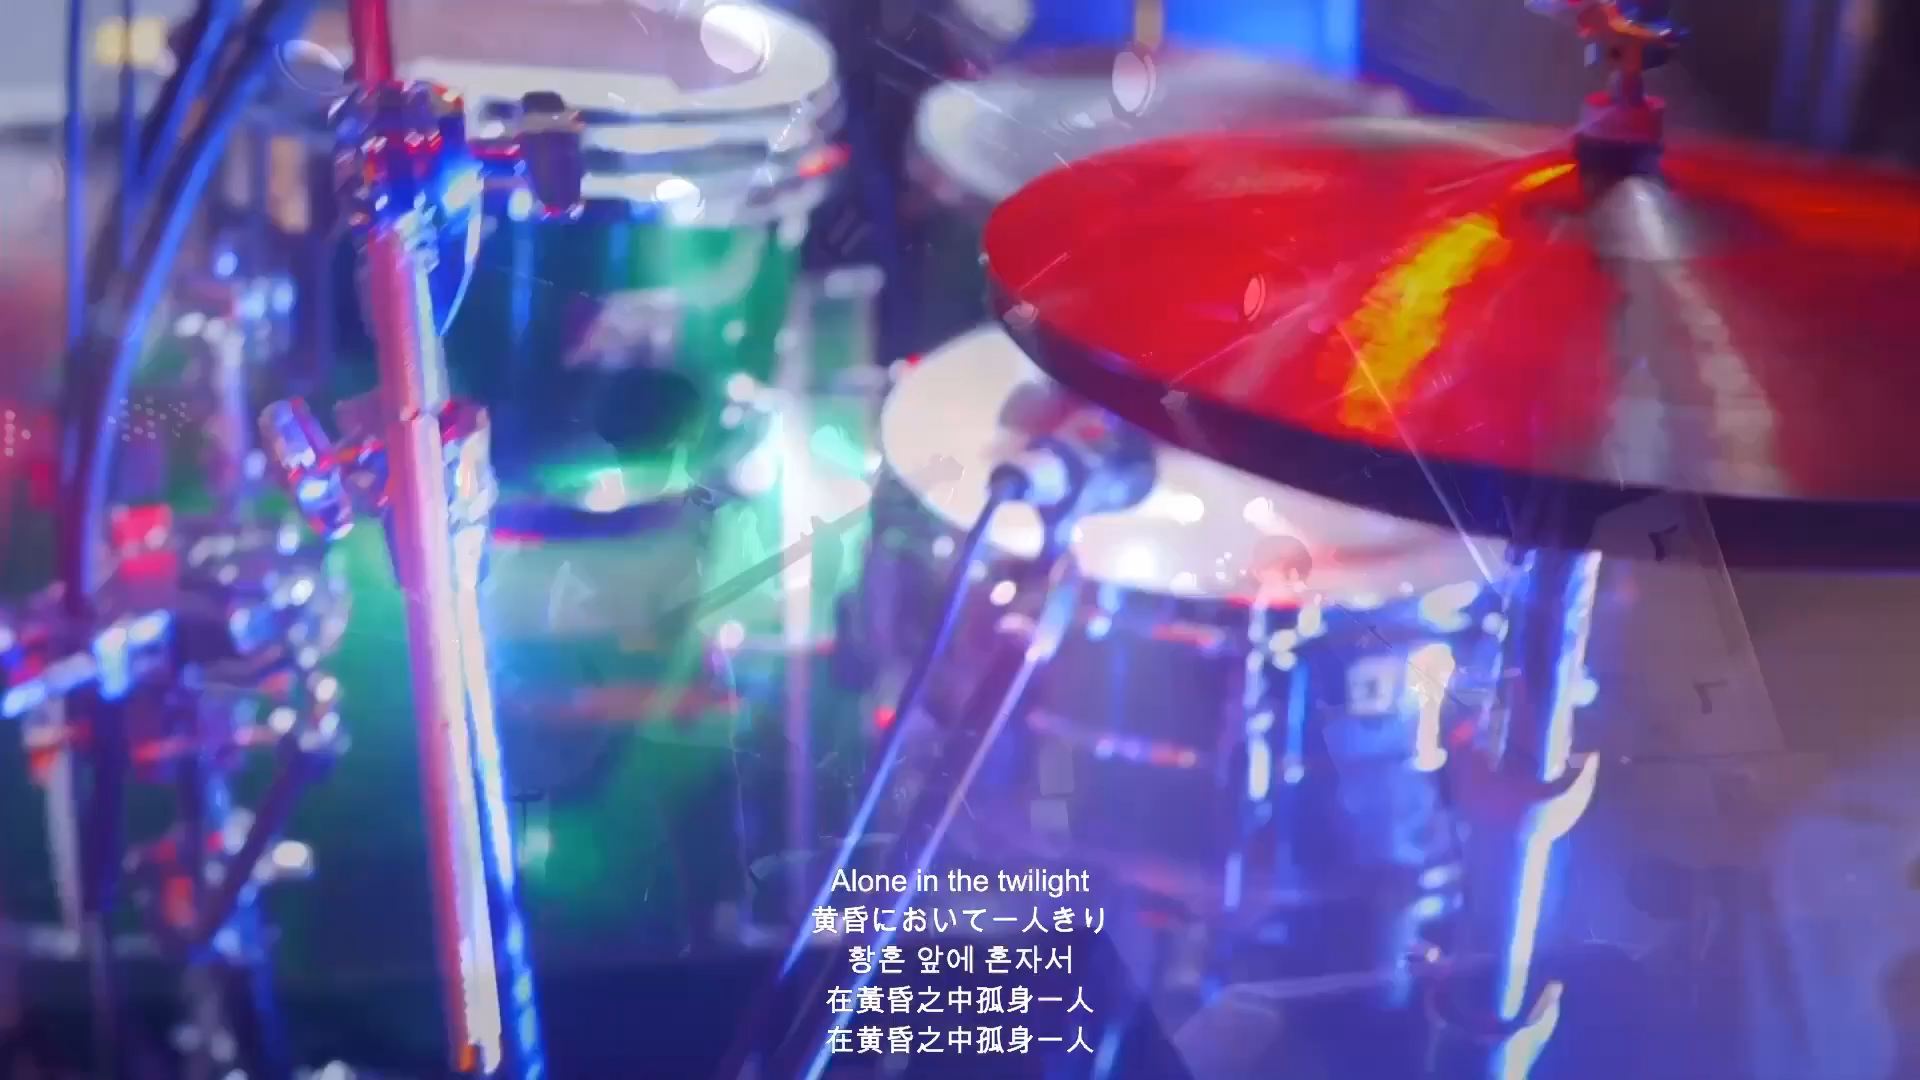 Alone in the twilight
黄昏において一人きり
황혼 앞에 혼자서
在黃昏之中孤身一人
在黄昏之中孤身一人